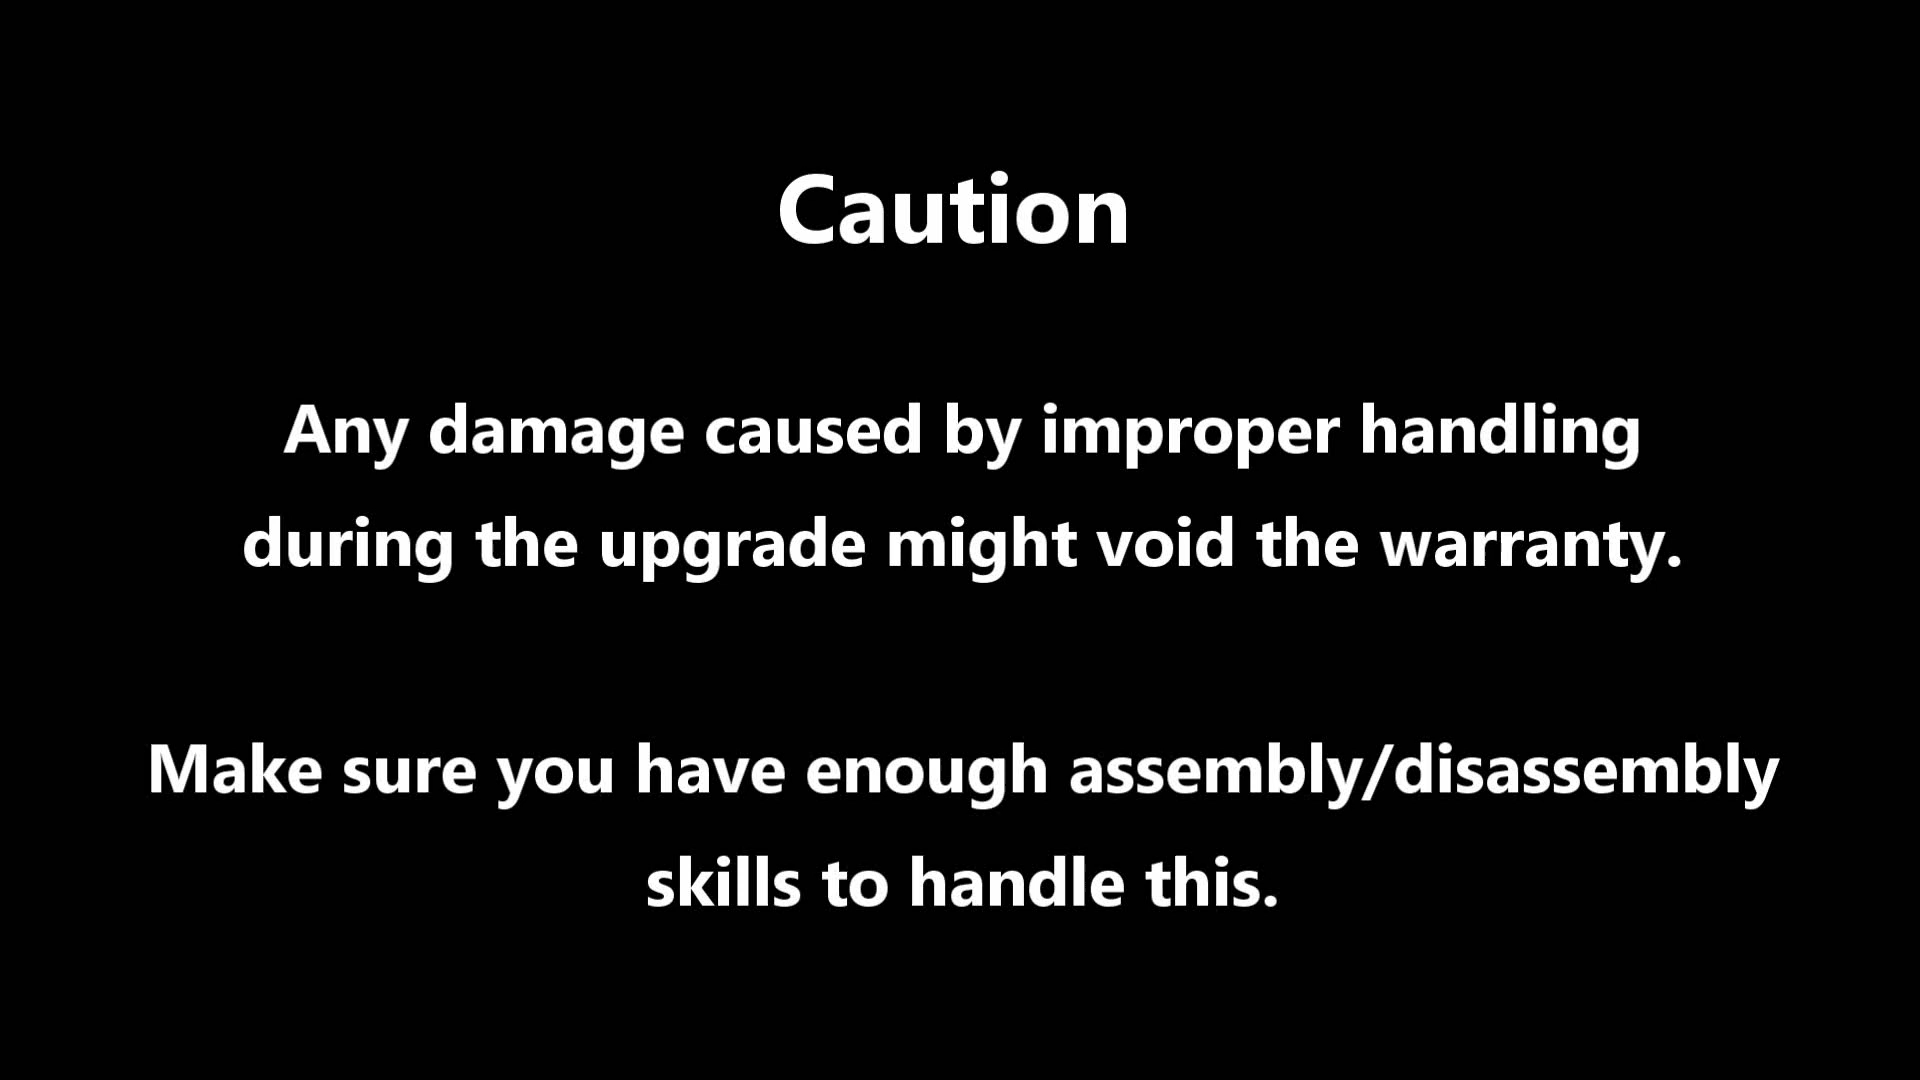 Caution
Any damage caused by improper handling
during the upgrade might void the warranty.
Make sure you have enough assembly/disassembly
skills to handle this.